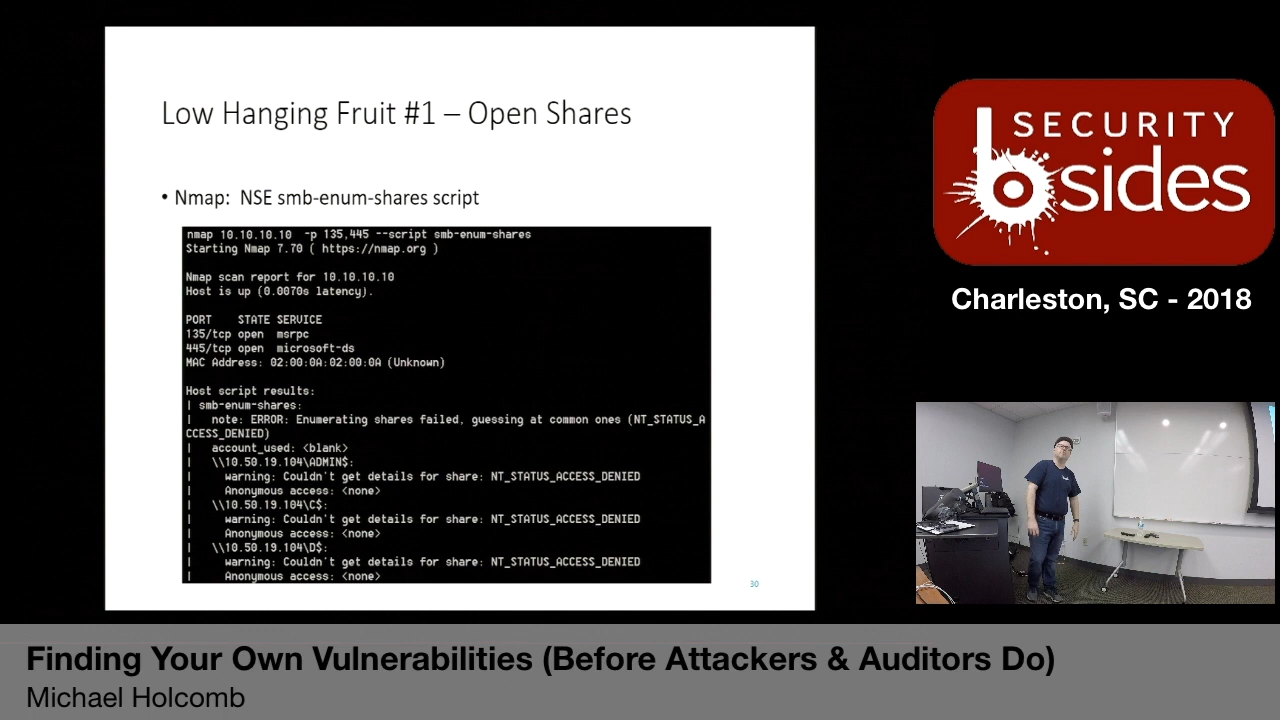 Low Hanging Fruit #1 – Open Shares
• Nmap: NSE smb-enum-shares script
nmap 10.10.10.10 -p 135,445 --script smb-enum-shares
Starting Nmap 7.70 ( https://nmap.org )
Nmap scan report for 10.10.10.10
Host is up (0.0070s latency).
PORT STATE SERVICE
135/tcp open msrpc
445/tcp open microsoft-ds
MAC Address: 02:00:0A:02:00:0A (Unknown)
Host script results:
| smb-enum-shares:
| note: ERROR: Enumerating shares failed, guessing at common ones (NT_STATUS_A
CCESS_DENIED)
| account_used: <blank>
| \\10.50.19.104\ADMIN$:
| warning: Couldn't get details for share: NT_STATUS_ACCESS_DENIED
| Anonymous access: <none>
| \\10.50.19.104\C$:
| warning: Couldn't get details for share: NT_STATUS_ACCESS_DENIED
| Anonymous access: <none>
| \\10.50.19.104\D$:
| warning: Couldn't get details for share: NT_STATUS_ACCESS_DENIED
| Anonymous access: <none>
30
SECURITY
bsides
Charleston, SC - 2018
Finding Your Own Vulnerabilities (Before Attackers & Auditors Do)
Michael Holcomb